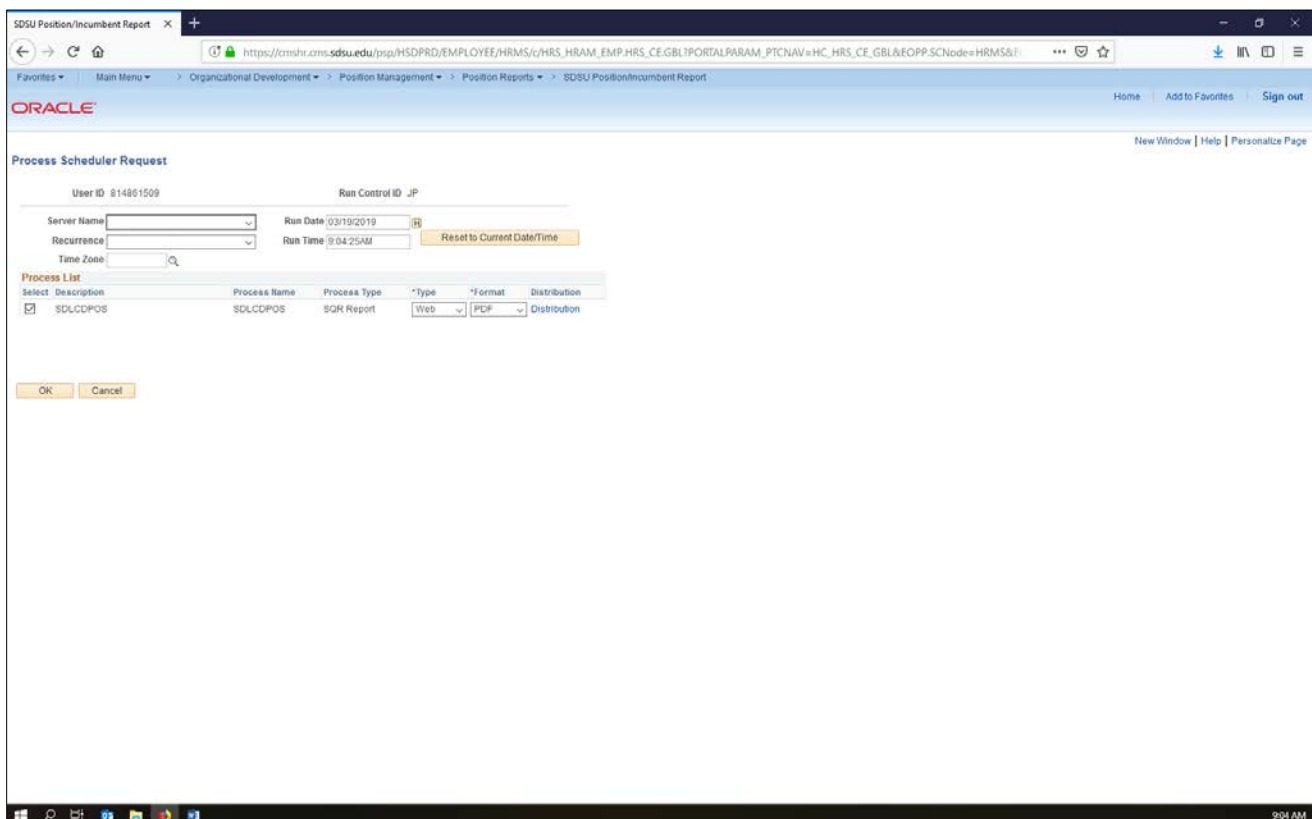 SDSU Position/Incumbent Report
https://cmshr.cms.sdsu.edu/psp/HSDPRD/EMPLOYEE/HRMS/c/HRS_HRAM_EMP.HRS_CE.GBL?PORTALPARAM_PTCNAV=HC_HRS_CE_GBL&EOPP.SCNode=HRMS&
Favorites Main Menu > Organizational Development > Position Management > Position Reports > SDSU Position/Incumbent Report
Home Add to Favorites Sign out
ORACLE
New Window | Help | Personalize Page
Process Scheduler Request
User ID 814861509 Run Control ID JP
Server Name Run Date 03/19/2019
Recurrence Run Time 9:04:25AM Reset to Current Date/Time
Time Zone
Process List
Select Description Process Name Process Type *Type *Format Distribution
SDLCDPOS SDLCDPOS SQR Report Web PDF Distribution
OK Cancel
9:04 AM